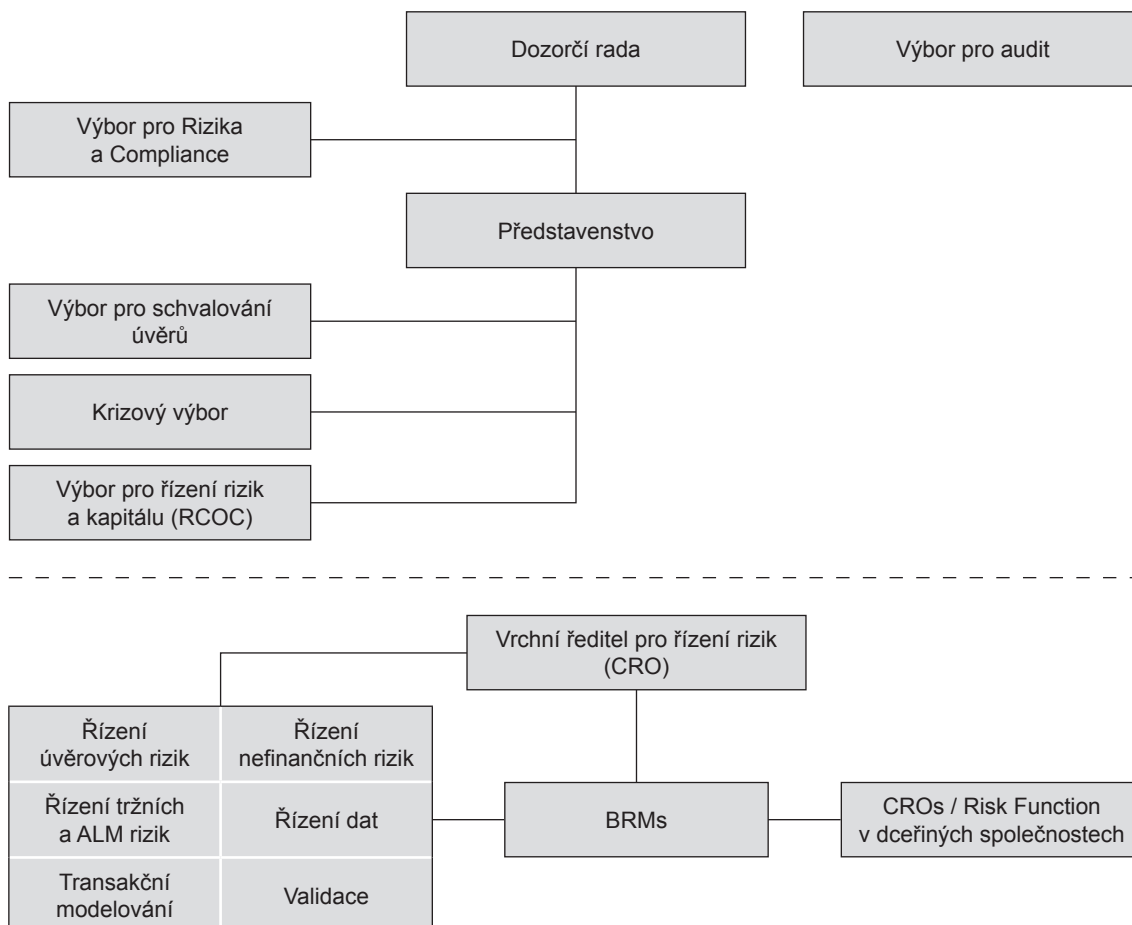 Dozorčí rada
Výbor pro audit
Výbor pro Rizika
a Compliance
Představenstvo
Výbor pro schvalování
úvěrů
Krizový výbor
Výbor pro řízení rizik
a kapitálu (RCOC)
Vrchní ředitel pro řízení rizik
(CRO)
Řízení
úvěrových rizik
Řízení
nefinančních rizik
Řízení tržních
a ALM rizik
Řízení dat
BRMs
CROs / Risk Function
v dceřiných společnostech
Transakční
modelování
Validace